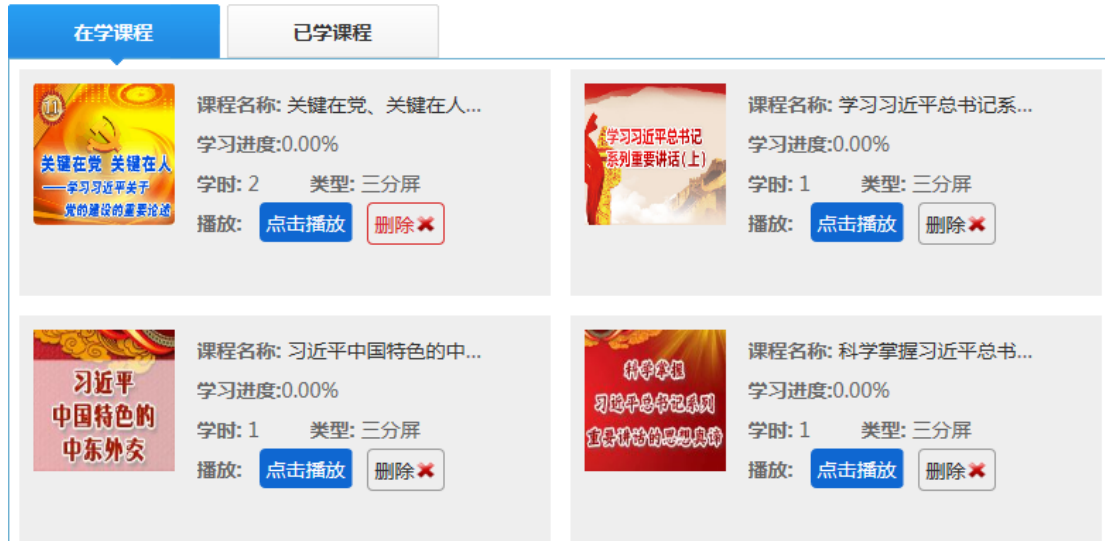 在学课程
已学课程
11
关键在党 关键在人
——学习习近平关于
党的建设的重要论述
课程名称: 关键在党、关键在人...
学习进度:0.00%
学时: 2 类型: 三分屏
播放: 点击播放 删除
学习习近平总书记
系列重要讲话(上)
课程名称: 学习习近平总书记系...
学习进度:0.00%
学时: 1 类型: 三分屏
播放: 点击播放 删除
习近平
中国特色的
中东外交
课程名称: 习近平中国特色的中...
学习进度:0.00%
学时: 1 类型: 三分屏
播放: 点击播放 删除
科学掌握
习近平总书记系列
重要讲话的思想真谛
课程名称: 科学掌握习近平总书...
学习进度:0.00%
学时: 1 类型: 三分屏
播放: 点击播放 删除